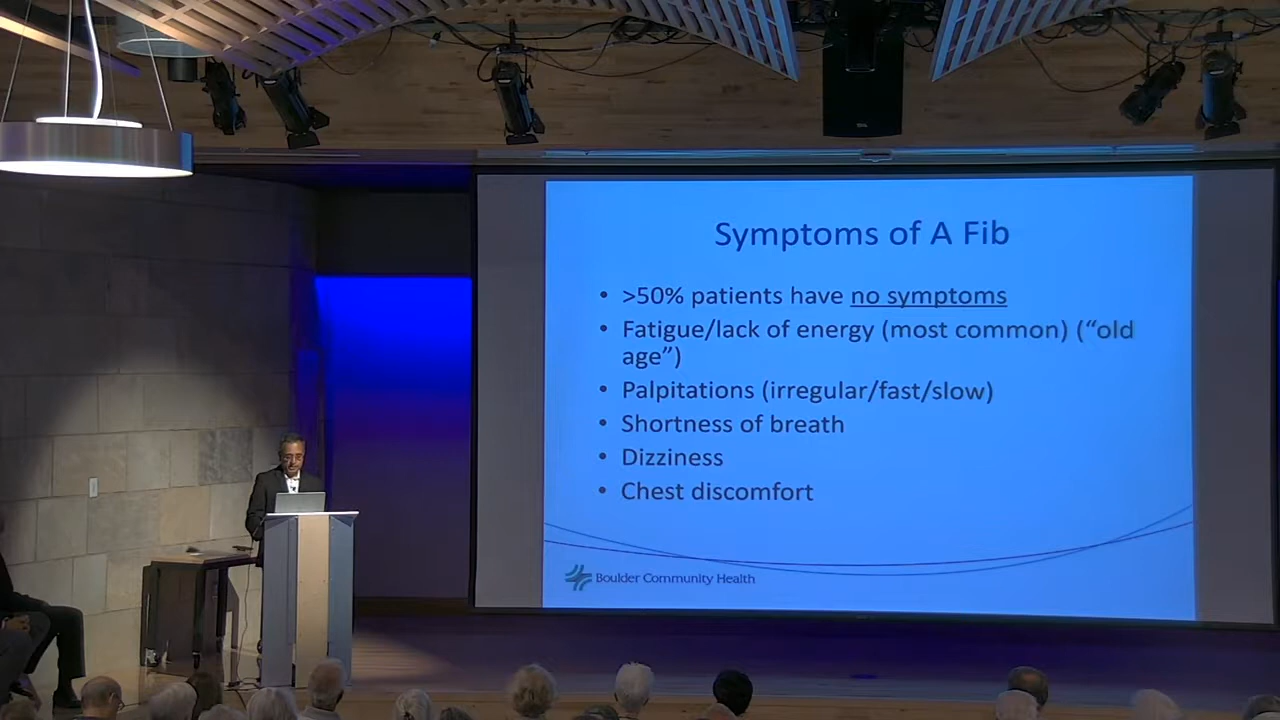 Symptoms of A Fib
• >50% patients have no symptoms
• Fatigue/lack of energy (most common) (“old
age”)
• Palpitations (irregular/fast/slow)
• Shortness of breath
• Dizziness
• Chest discomfort
Boulder Community Health